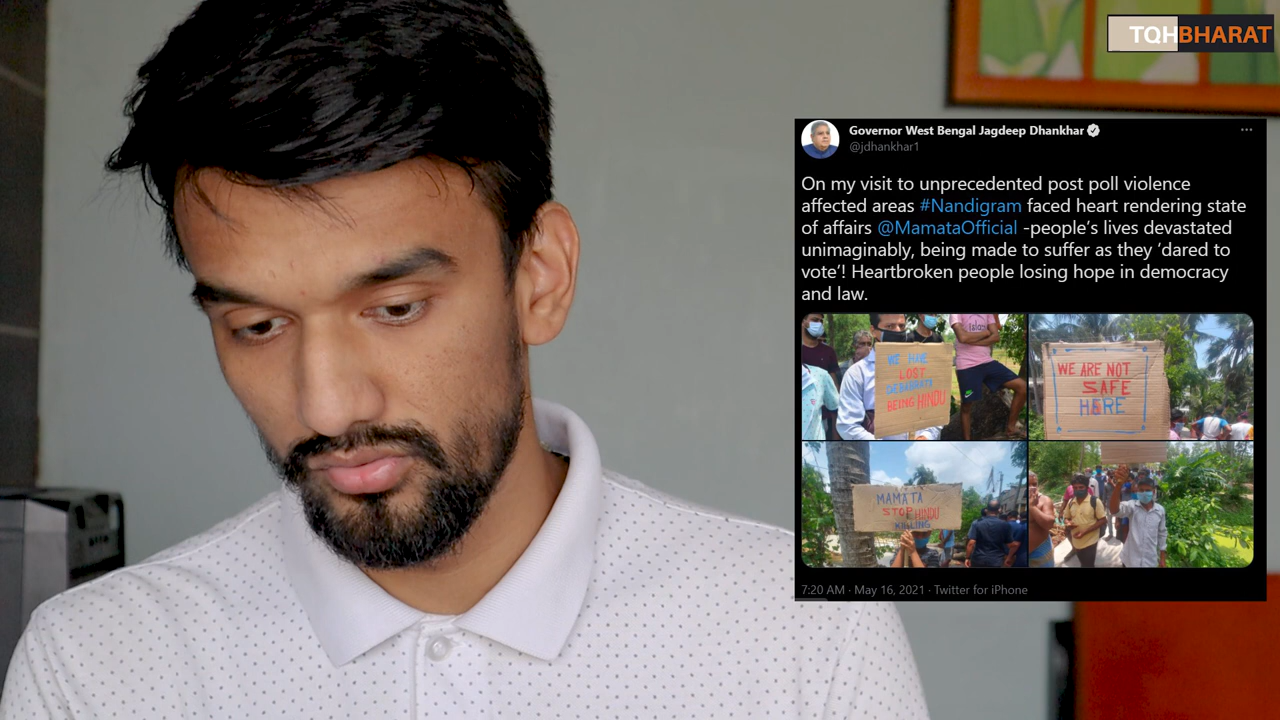 TQHBHARAT
Governor West Bengal Jagdeep Dhankhar
@jdhankhar1
On my visit to unprecedented post poll violence
affected areas #Nandigram faced heart rendering state
of affairs @MamataOfficial -people’s lives devastated
unimaginably, being made to suffer as they ‘dared to
vote’! Heartbroken people losing hope in democracy
and law.
WE HAVE
LOST
DEBABRATA
BEING HINDU
WE ARE NOT
SAFE
HERE
MAMATA
STOP HINDU
KILLING
7:20 AM · May 16, 2021 · Twitter for iPhone